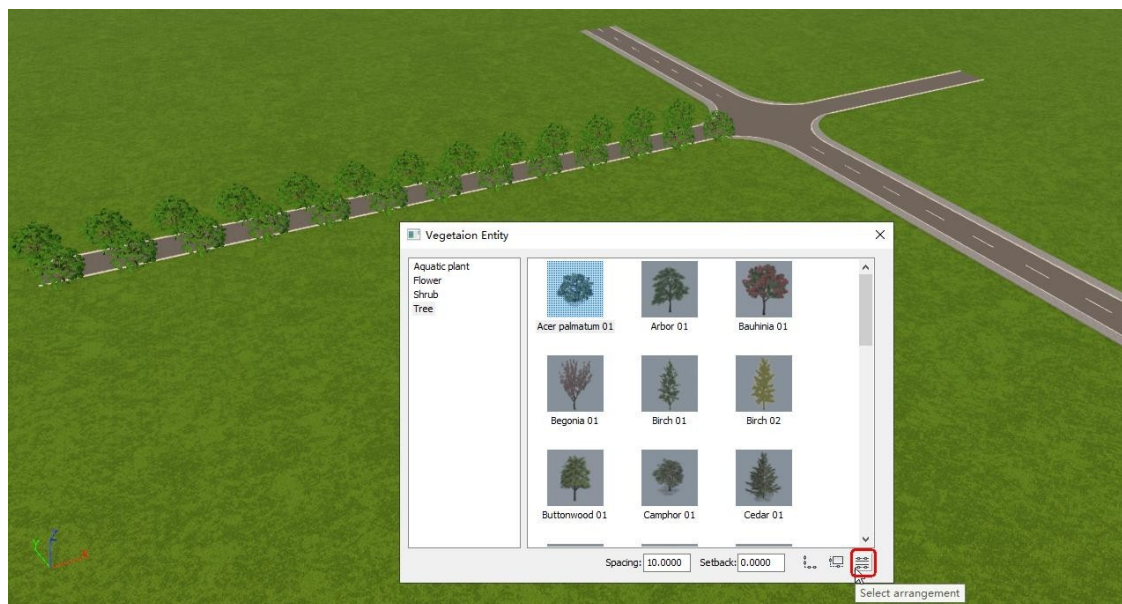 Vegetaion Entity
Aquatic plant
Flower
Shrub
Tree
Acer palmatum 01
Arbor 01
Bauhinia 01
Begonia 01
Birch 01
Birch 02
Buttonwood 01
Camphor 01
Cedar 01
Spacing: 10.0000 Setback: 0.0000
Select arrangement
Z
Y
X